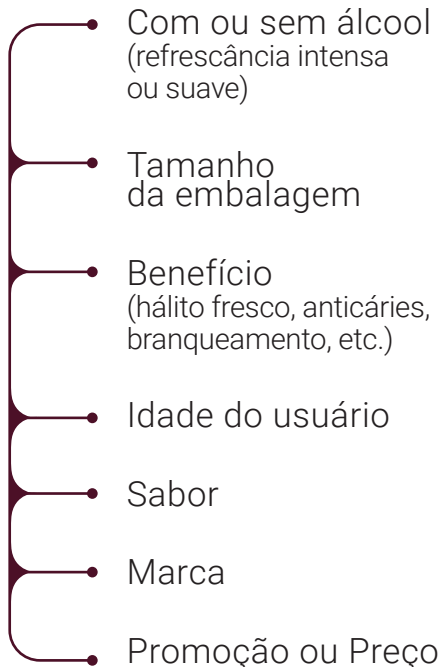 Com ou sem álcool
(refrescância intensa
ou suave)
Tamanho
da embalagem
Benefício
(hálito fresco, anticáries,
branqueamento, etc.)
Idade do usuário
Sabor
Marca
Promoção ou Preço